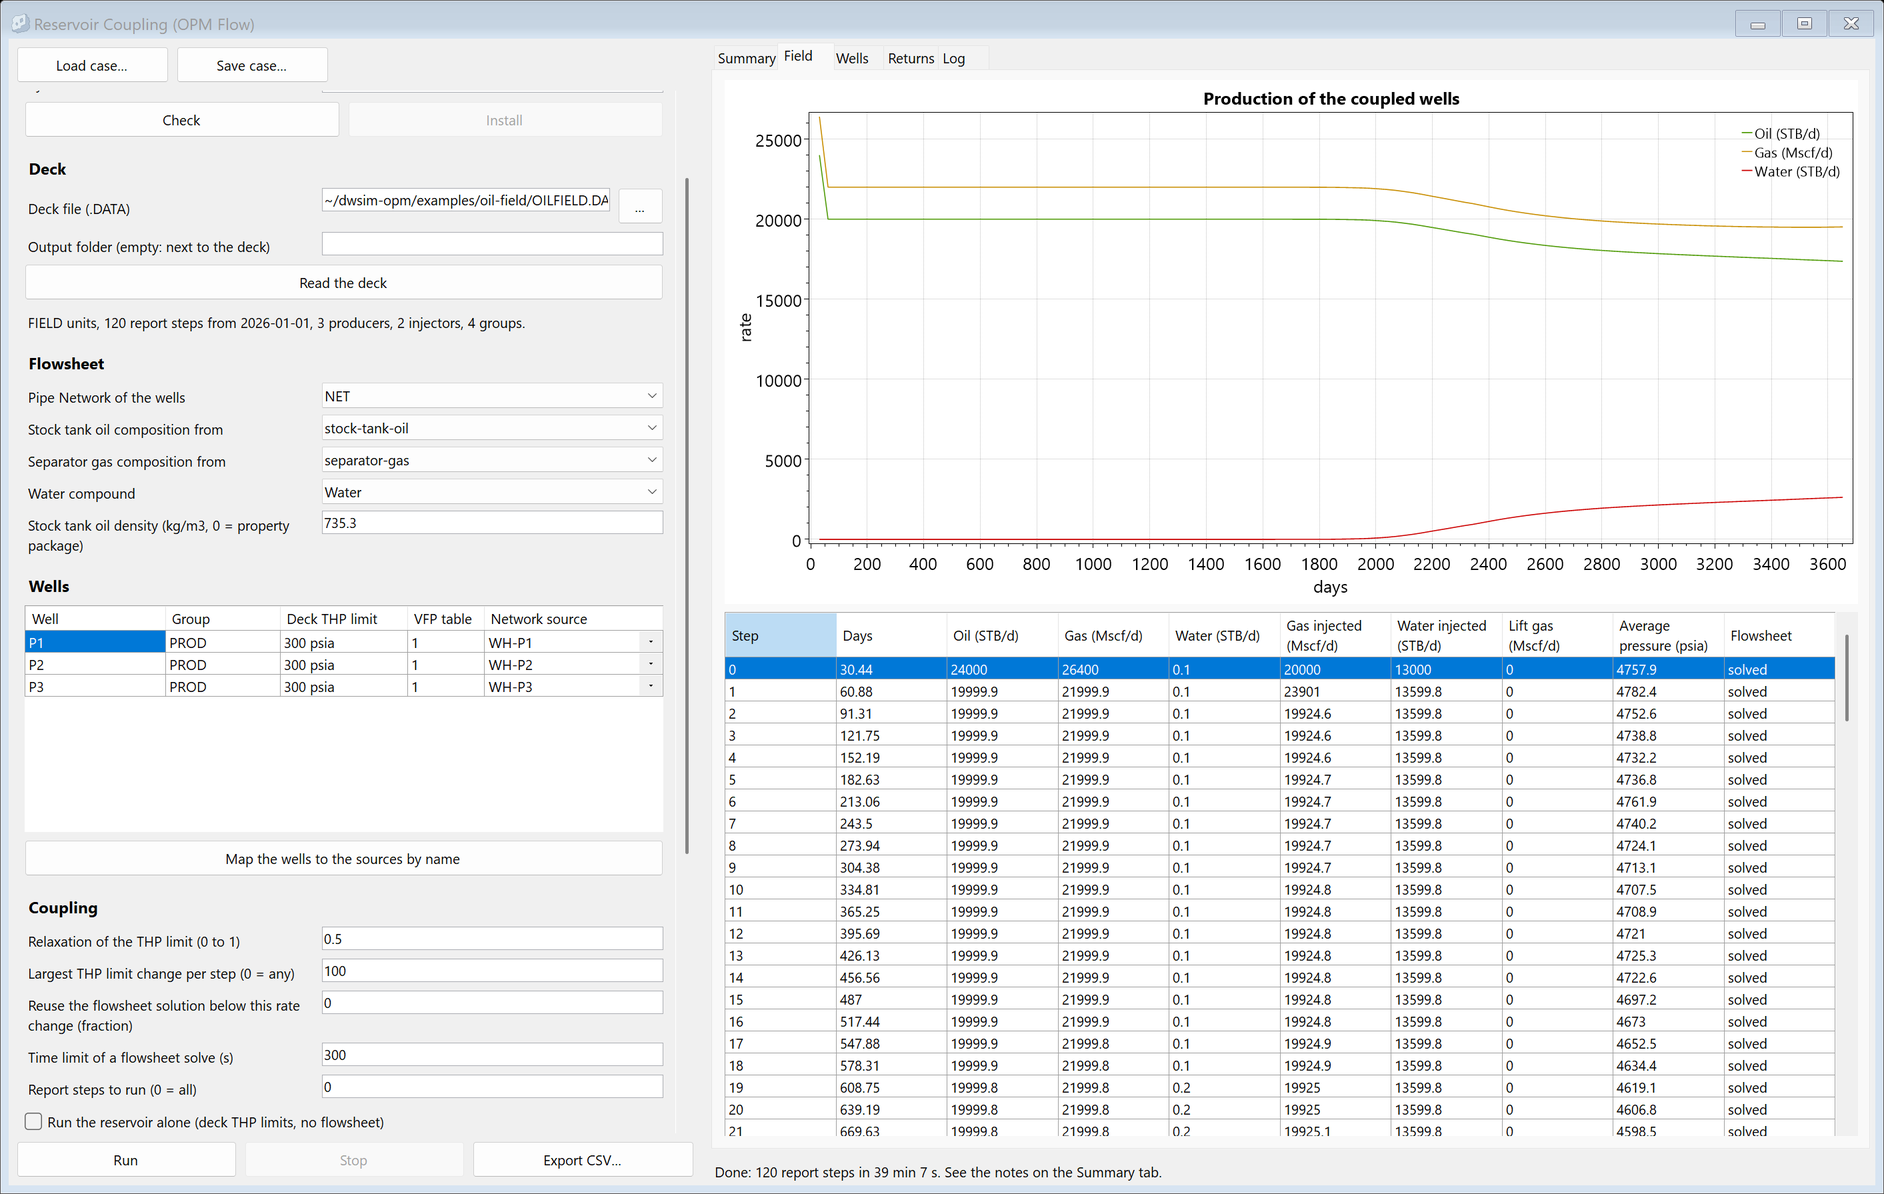 Reservoir Coupling (OPM Flow)
Load case...
Save case...
Check
Install
Deck
Deck file (.DATA)
~/dwsim-opm/examples/oil-field/OILFIELD.DA
...
Output folder (empty: next to the deck)
Read the deck
FIELD units, 120 report steps from 2026-01-01, 3 producers, 2 injectors, 4 groups.
Flowsheet
Pipe Network of the wells
NET
Stock tank oil composition from
stock-tank-oil
Separator gas composition from
separator-gas
Water compound
Water
Stock tank oil density (kg/m3, 0 = property
package)
735.3
Wells
Well Group Deck THP limit VFP table Network source
P1 PROD 300 psia 1 WH-P1
P2 PROD 300 psia 1 WH-P2
P3 PROD 300 psia 1 WH-P3
Map the wells to the sources by name
Coupling
Relaxation of the THP limit (0 to 1)
0.5
Largest THP limit change per step (0 = any)
100
Reuse the flowsheet solution below this rate
change (fraction)
0
Time limit of a flowsheet solve (s)
300
Report steps to run (0 = all)
0
Run the reservoir alone (deck THP limits, no flowsheet)
Run
Stop
Export CSV...
Summary Field Wells Returns Log
Production of the coupled wells
Oil (STB/d)
Gas (Mscf/d)
Water (STB/d)
25000
20000
15000
10000
5000
0
rate
0 200 400 600 800 1000 1200 1400 1600 1800 2000 2200 2400 2600 2800 3000 3200 3400 3600
days
Step Days Oil (STB/d) Gas (Mscf/d) Water (STB/d) Gas injected (Mscf/d) Water injected (STB/d) Lift gas (Mscf/d) Average pressure (psia) Flowsheet
0 30.44 24000 26400 0.1 20000 13000 0 4757.9 solved
1 60.88 19999.9 21999.9 0.1 23901 13599.8 0 4782.4 solved
2 91.31 19999.9 21999.9 0.1 19924.6 13599.8 0 4752.6 solved
3 121.75 19999.9 21999.9 0.1 19924.6 13599.8 0 4738.8 solved
4 152.19 19999.9 21999.9 0.1 19924.6 13599.8 0 4732.2 solved
5 182.63 19999.9 21999.9 0.1 19924.7 13599.8 0 4736.8 solved
6 213.06 19999.9 21999.9 0.1 19924.7 13599.8 0 4761.9 solved
7 243.5 19999.9 21999.9 0.1 19924.7 13599.8 0 4740.2 solved
8 273.94 19999.9 21999.9 0.1 19924.7 13599.8 0 4724.1 solved
9 304.38 19999.9 21999.9 0.1 19924.7 13599.8 0 4713.1 solved
10 334.81 19999.9 21999.9 0.1 19924.8 13599.8 0 4707.5 solved
11 365.25 19999.9 21999.9 0.1 19924.8 13599.8 0 4708.9 solved
12 395.69 19999.9 21999.9 0.1 19924.8 13599.8 0 4721 solved
13 426.13 19999.9 21999.9 0.1 19924.8 13599.8 0 4725.3 solved
14 456.56 19999.9 21999.9 0.1 19924.8 13599.8 0 4722.6 solved
15 487 19999.9 21999.9 0.1 19924.8 13599.8 0 4697.2 solved
16 517.44 19999.9 21999.9 0.1 19924.8 13599.8 0 4673 solved
17 547.88 19999.9 21999.8 0.1 19924.9 13599.8 0 4652.5 solved
18 578.31 19999.9 21999.8 0.1 19924.9 13599.8 0 4634.4 solved
19 608.75 19999.8 21999.8 0.2 19925 13599.8 0 4619.1 solved
20 639.19 19999.8 21999.8 0.2 19925 13599.8 0 4606.8 solved
21 669.63 19999.8 21999.8 0.2 19925.1 13599.8 0 4598.5 solved
Done: 120 report steps in 39 min 7 s. See the notes on the Summary tab.